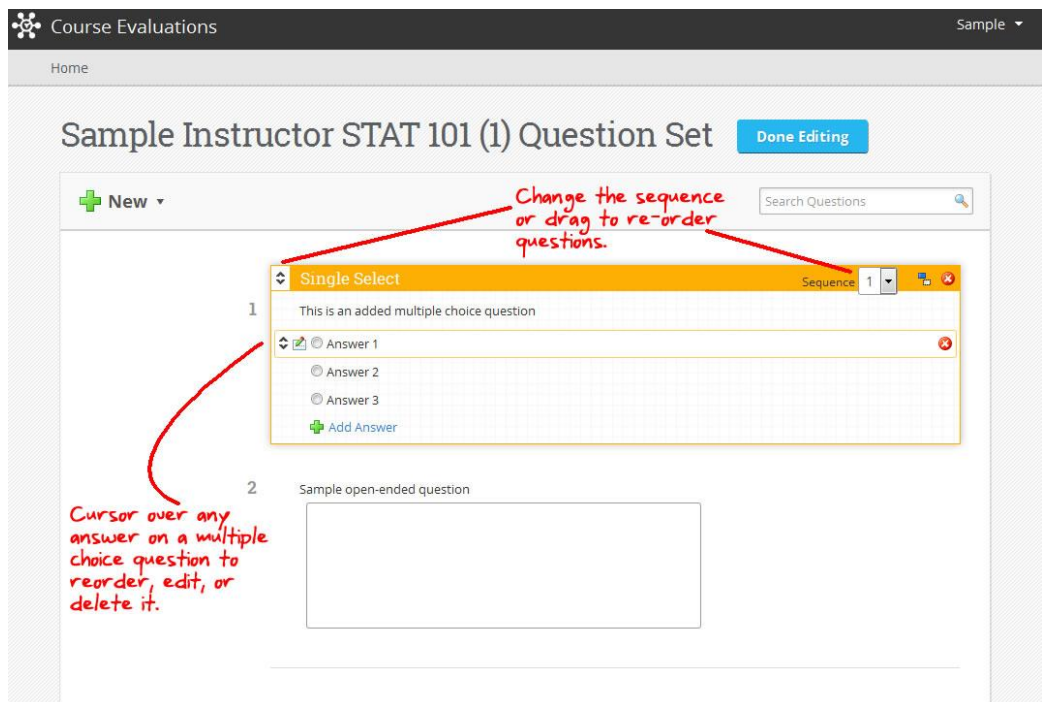 Course Evaluations
Sample
Home
Sample Instructor STAT 101 (1) Question Set
Done Editing
New
Change the sequence
or drag to re-order
questions.
Search Questions
Single Select
Sequence 1
1
This is an added multiple choice question
Answer 1
Answer 2
Answer 3
Add Answer
2
Sample open-ended question
Cursor over any
answer on a multiple
choice question to
reorder, edit, or
delete it.